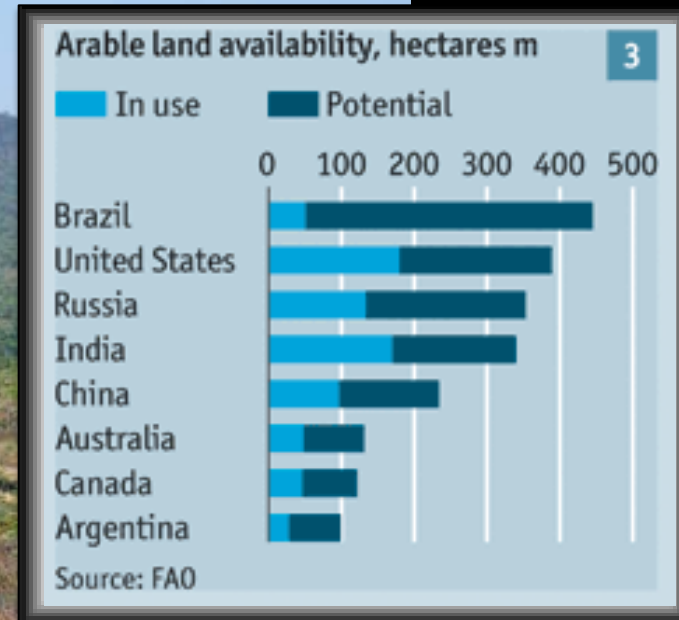 Arable land availability, hectares m 3
In use Potential
0 100 200 300 400 500
Brazil
United States
Russia
India
China
Australia
Canada
Argentina
Source: FAO